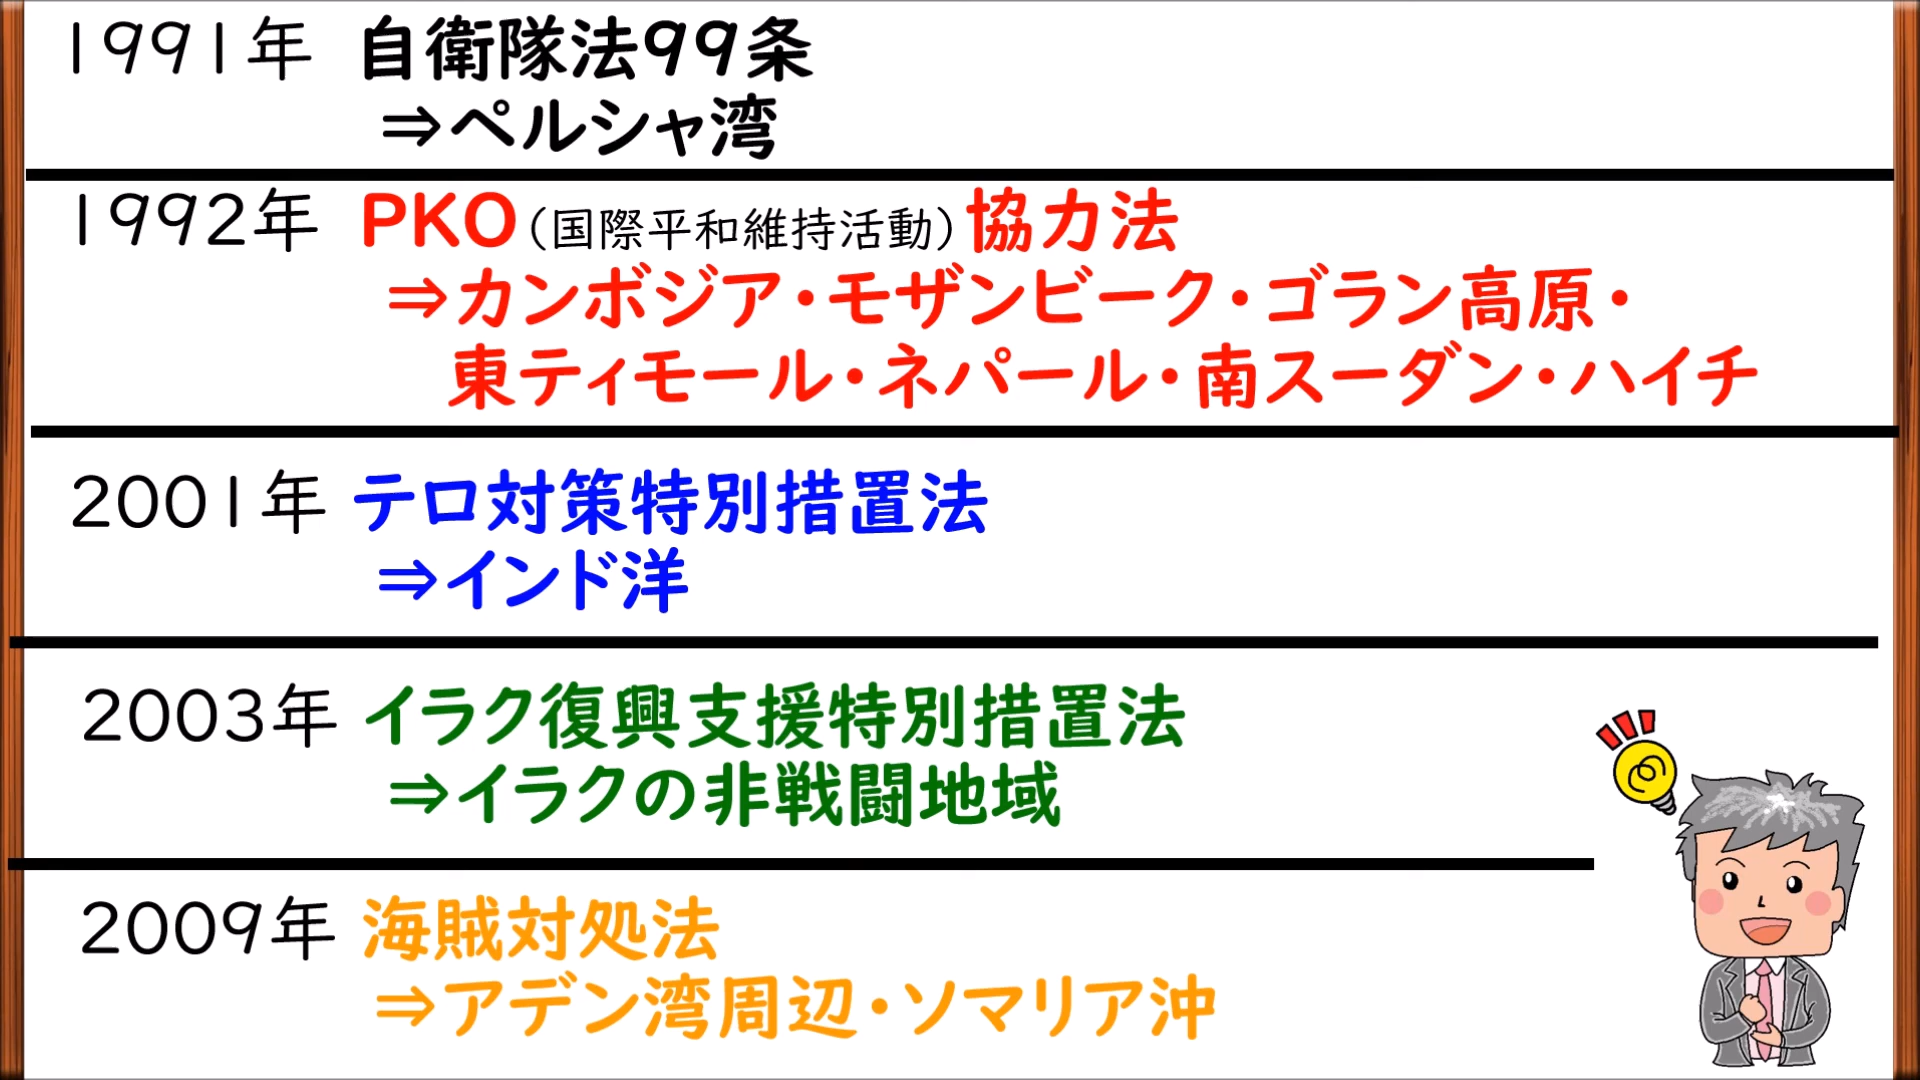 1991年 自衛隊法99条
⇒ペルシャ湾
1992年 PKO(国際平和維持活動)協力法
⇒カンボジア・モザンビーク・ゴラン高原・
東ティモール・ネパール・南スーダン・ハイチ
2001年 テロ対策特別措置法
⇒インド洋
2003年 イラク復興支援特別措置法
⇒イラクの非戦闘地域
2009年 海賊対処法
⇒アデン湾周辺・ソマリア沖